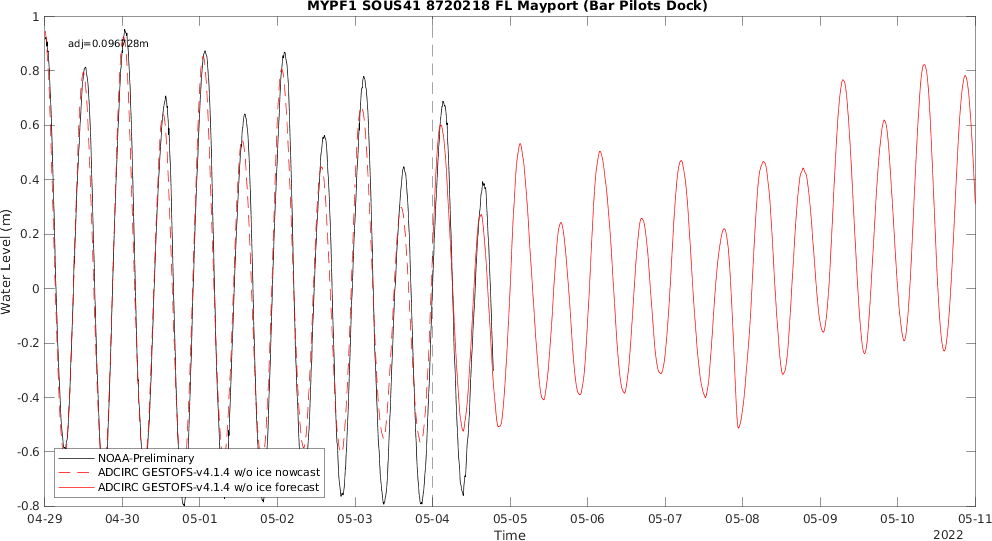 MYPF1 SOUS41 8720218 FL Mayport (Bar Pilots Dock)
adj=0.096728m
1
0.8
0.6
0.4
0.2
0
-0.2
-0.4
-0.6
-0.8
Water Level (m)
NOAA-Preliminary
ADCIRC GESTOFS-v4.1.4 w/o ice nowcast
ADCIRC GESTOFS-v4.1.4 w/o ice forecast
04-29 04-30 05-01 05-02 05-03 05-04 05-05 05-06 05-07 05-08 05-09 05-10 05-11
Time
2022